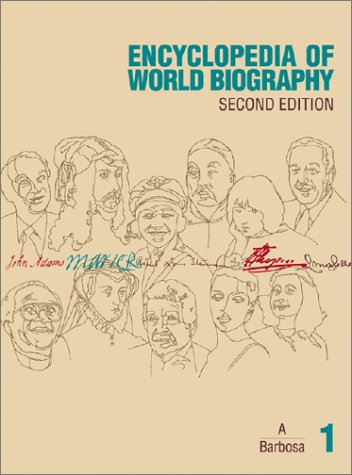 ENCYCLOPEDIA OF
WORLD BIOGRAPHY
SECOND EDITION
John Adams
A
Barbosa 1